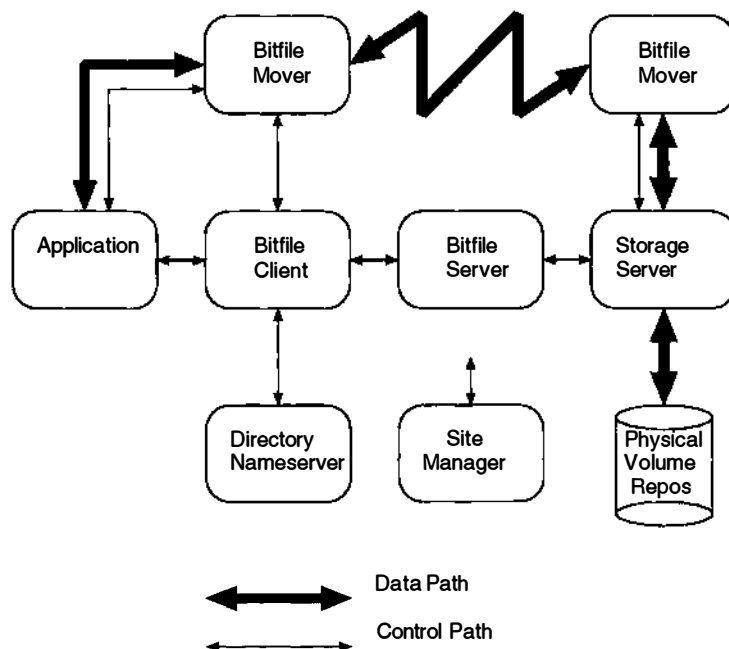 Bitfile
Mover
Bitfile
Mover
Application
Bitfile
Client
Bitfile
Server
Storage
Server
Directory
Nameserver
Site
Manager
Physical
Volume
Repos
Data Path
Control Path